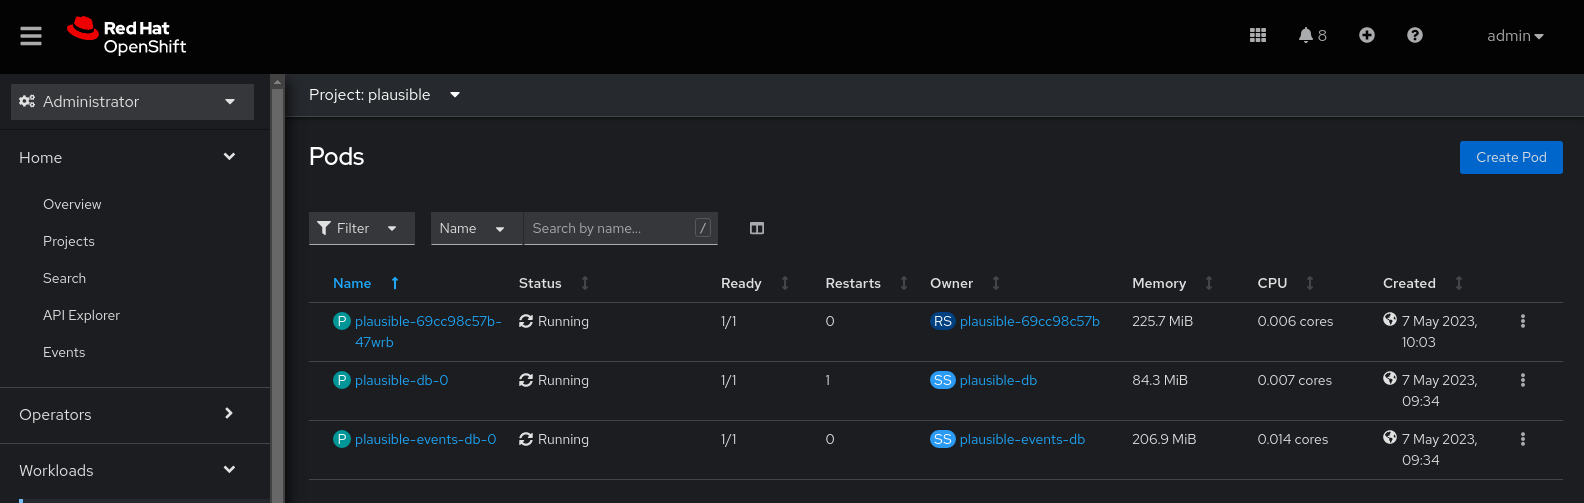 Red Hat
OpenShift
8
admin
Administrator
Project: plausible
Home
Overview
Projects
Search
API Explorer
Events
Operators
Workloads
Pods
Create Pod
Filter
Name
Search by name...
/
Name Status Ready Restarts Owner Memory CPU Created
P plausible-69cc98c57b- Running 1/1 0 RS plausible-69cc98c57b 225.7 MiB 0.006 cores 7 May 2023,
47wrb 10:03
P plausible-db-0 Running 1/1 1 SS plausible-db 84.3 MiB 0.007 cores 7 May 2023,
09:34
P plausible-events-db-0 Running 1/1 0 SS plausible-events-db 206.9 MiB 0.014 cores 7 May 2023,
09:34